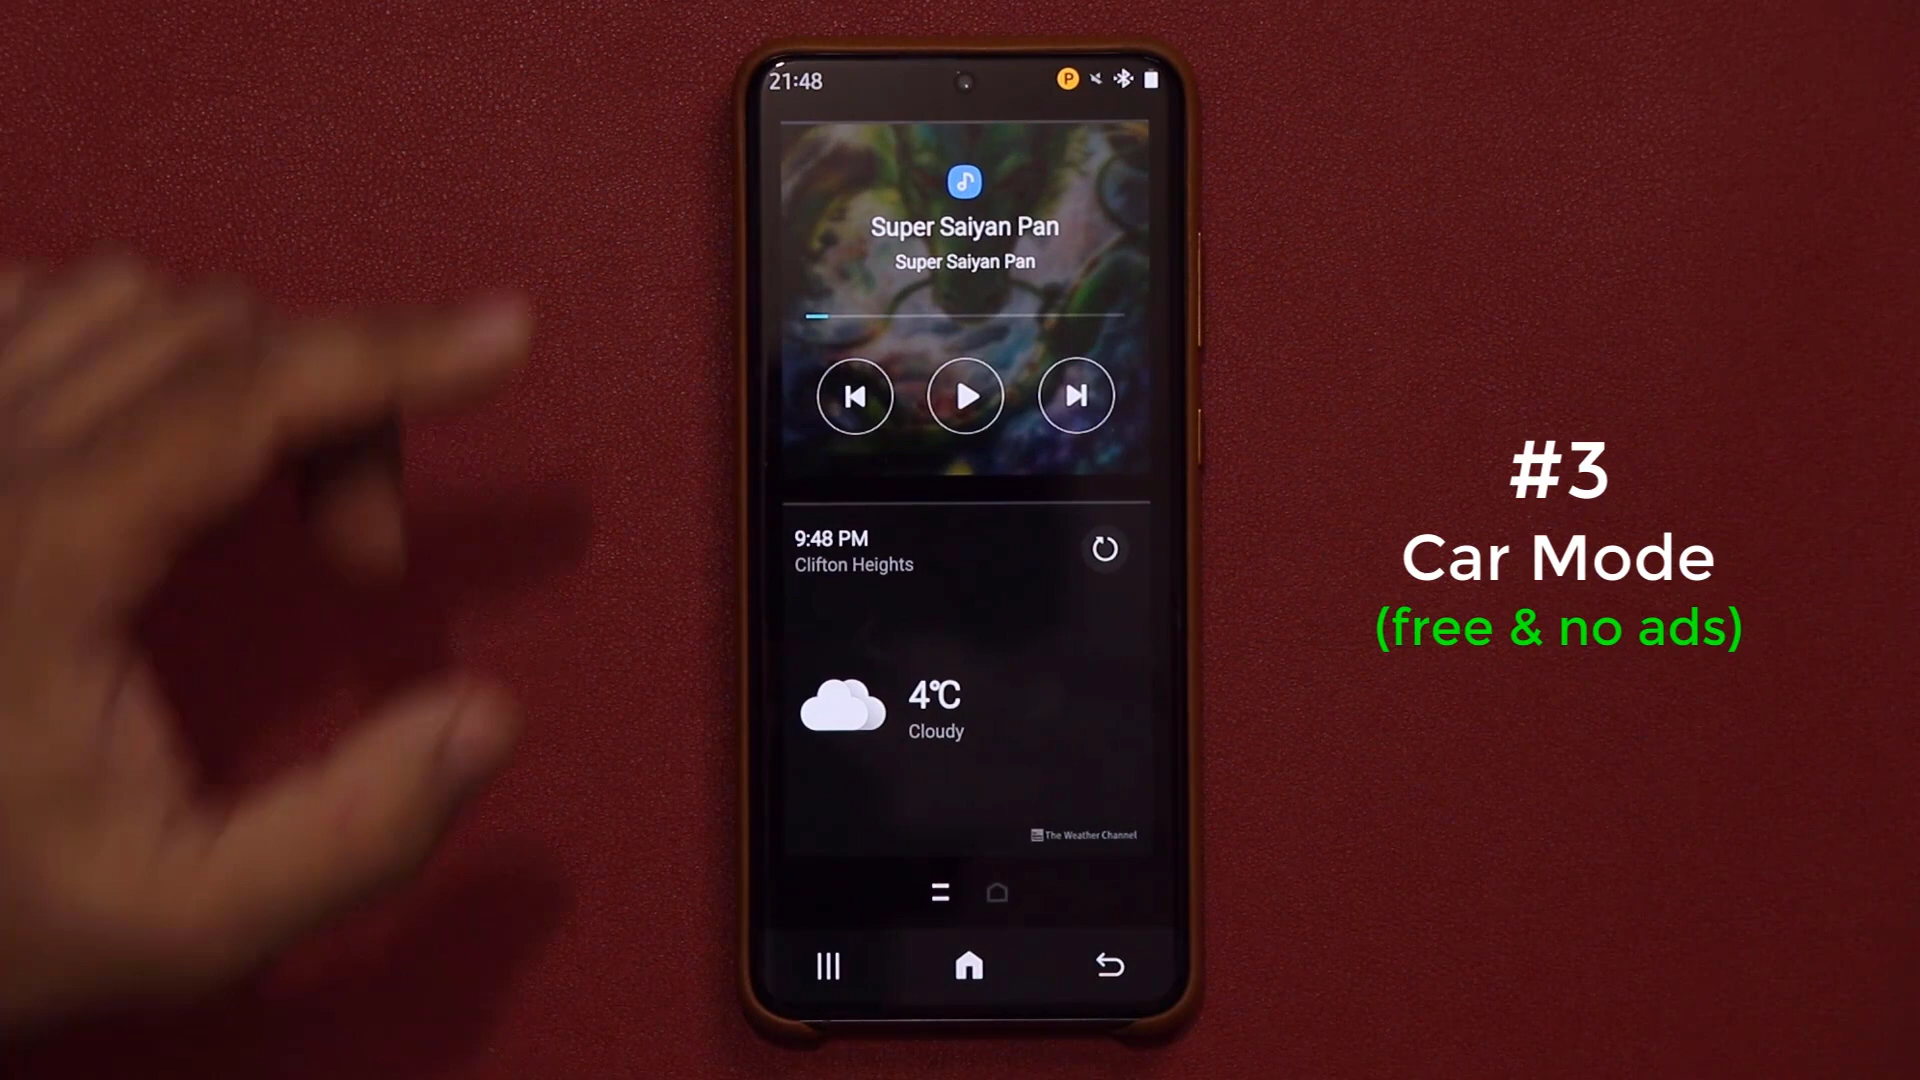 21:48
P
Super Saiyan Pan
Super Saiyan Pan
9:48 PM
Clifton Heights
4°C
Cloudy
The Weather Channel
#3
Car Mode
(free & no ads)